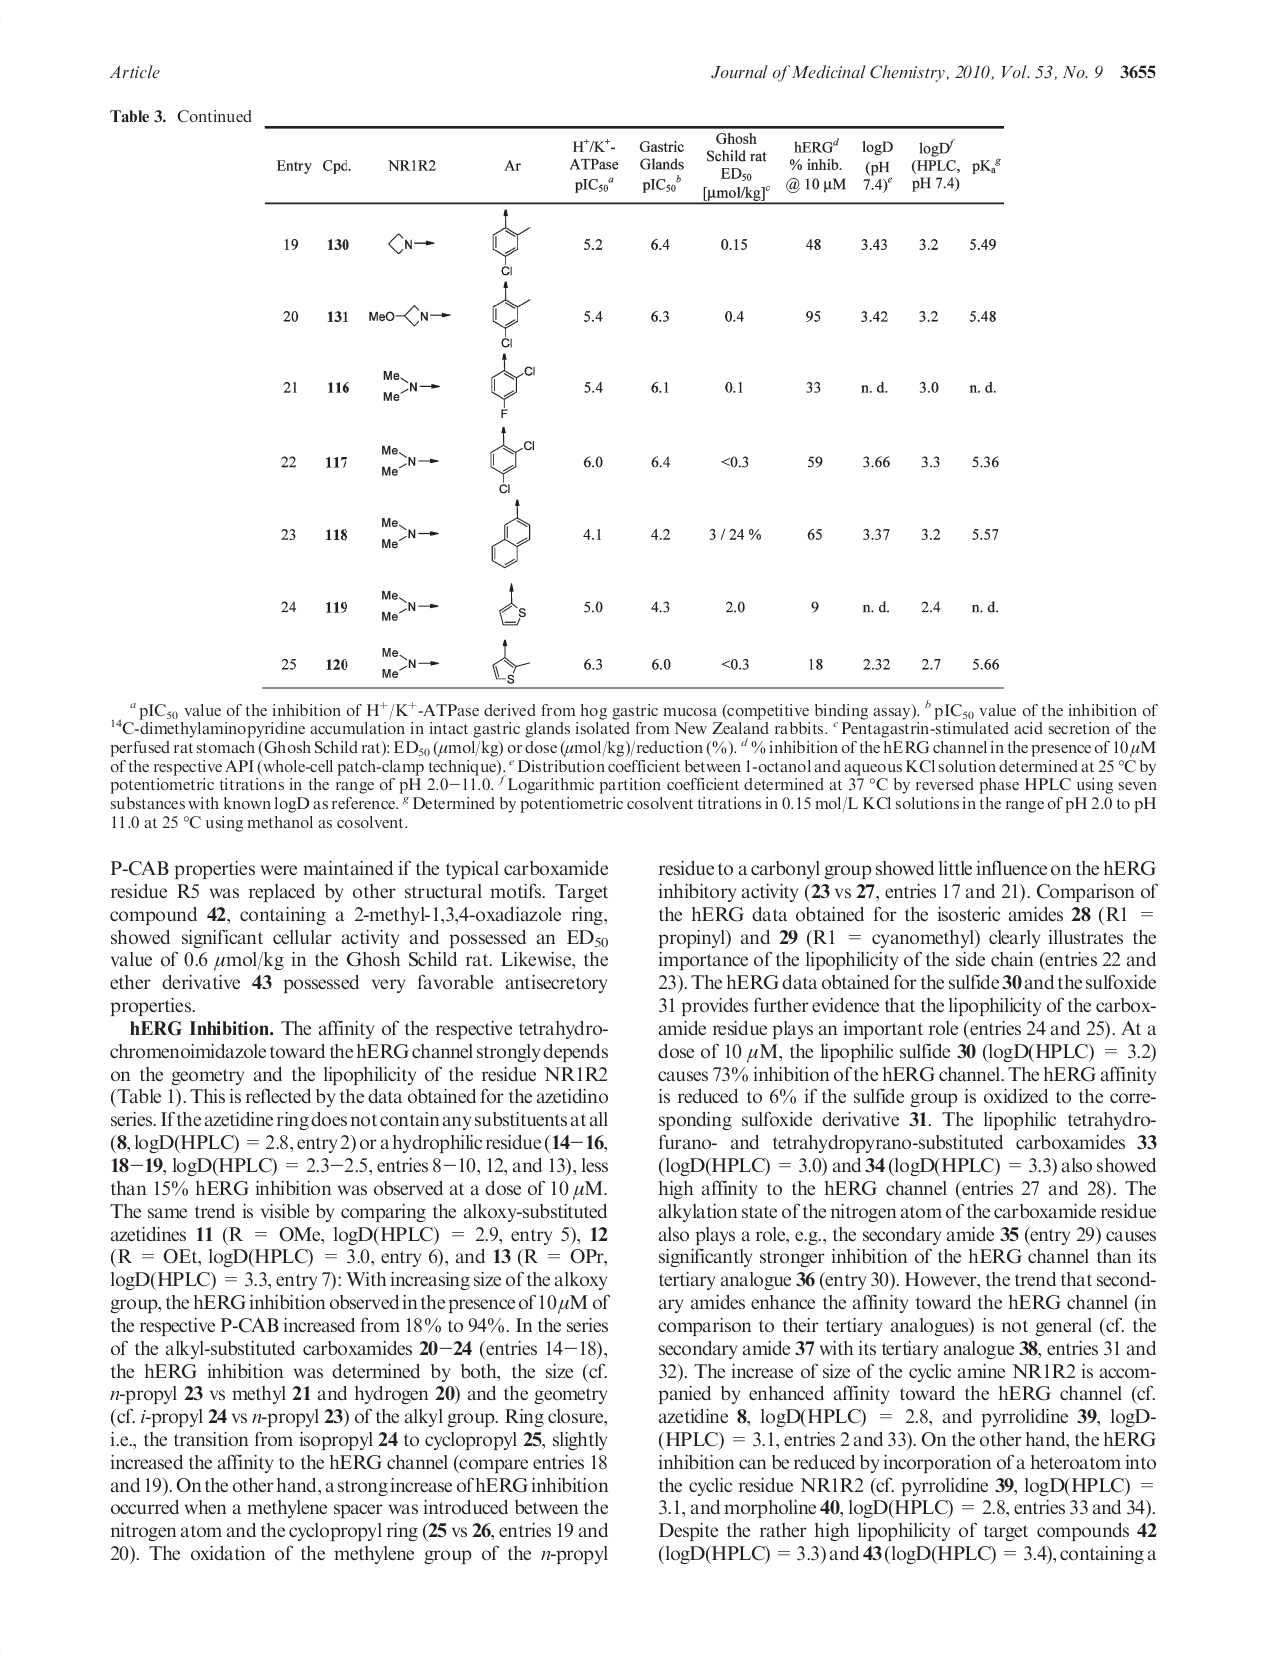 Article
Journal of Medicinal Chemistry, 2010, Vol. 53, No. 9 3655
Table 3. Continued
Entry Cpd. NR1R2 Ar H+/K+-ATPase pIC50a Gastric Glands pIC50b Ghosh Schild rat ED50 [μmol/kg]c hERGd % inhib. @ 10 μM logD (pH 7.4)e logDf (HPLC, pH 7.4) pKag
19 130 N Cl 5.2 6.4 0.15 48 3.43 3.2 5.49
20 131 MeO N Cl 5.4 6.3 0.4 95 3.42 3.2 5.48
21 116 Me Me N Cl F 5.4 6.1 0.1 33 n. d. 3.0 n. d.
22 117 Me Me N Cl Cl 6.0 6.4 <0.3 59 3.66 3.3 5.36
23 118 Me Me N 4.1 4.2 3 / 24 % 65 3.37 3.2 5.57
24 119 Me Me N S 5.0 4.3 2.0 9 n. d. 2.4 n. d.
25 120 Me Me N S 6.3 6.0 <0.3 18 2.32 2.7 5.66
a pIC50 value of the inhibition of H+/K+-ATPase derived from hog gastric mucosa (competitive binding assay). b pIC50 value of the inhibition of
14C-dimethylaminopyridine accumulation in intact gastric glands isolated from New Zealand rabbits. c Pentagastrin-stimulated acid secretion of the
perfused rat stomach (Ghosh Schild rat): ED50 (μmol/kg) or dose (μmol/kg)/reduction (%). d % inhibition of the hERG channel in the presence of 10 μM
of the respective API (whole-cell patch-clamp technique). e Distribution coefficient between 1-octanol and aqueous KCl solution determined at 25 °C by
potentiometric titrations in the range of pH 2.0−11.0. f Logarithmic partition coefficient determined at 37 °C by reversed phase HPLC using seven
substances with known logD as reference. g Determined by potentiometric cosolvent titrations in 0.15 mol/L KCl solutions in the range of pH 2.0 to pH
11.0 at 25 °C using methanol as cosolvent.
P-CAB properties were maintained if the typical carboxamide
residue R5 was replaced by other structural motifs. Target
compound 42, containing a 2-methyl-1,3,4-oxadiazole ring,
showed significant cellular activity and possessed an ED50
value of 0.6 μmol/kg in the Ghosh Schild rat. Likewise, the
ether derivative 43 possessed very favorable antisecretory
properties.
hERG Inhibition. The affinity of the respective tetrahydro-
chromenoimidazole toward the hERG channel strongly depends
on the geometry and the lipophilicity of the residue NR1R2
(Table 1). This is reflected by the data obtained for the azetidino
series. If the azetidine ring does not contain any substituents at all
(8, logD(HPLC) = 2.8, entry 2) or a hydrophilic residue (14−16,
18−19, logD(HPLC) = 2.3−2.5, entries 8−10, 12, and 13), less
than 15% hERG inhibition was observed at a dose of 10 μM.
The same trend is visible by comparing the alkoxy-substituted
azetidines 11 (R = OMe, logD(HPLC) = 2.9, entry 5), 12
(R = OEt, logD(HPLC) = 3.0, entry 6), and 13 (R = OPr,
logD(HPLC) = 3.3, entry 7): With increasing size of the alkoxy
group, the hERG inhibition observed in the presence of 10 μM of
the respective P-CAB increased from 18% to 94%. In the series
of the alkyl-substituted carboxamides 20−24 (entries 14−18),
the hERG inhibition was determined by both, the size (cf.
n-propyl 23 vs methyl 21 and hydrogen 20) and the geometry
(cf. i-propyl 24 vs n-propyl 23) of the alkyl group. Ring closure,
i.e., the transition from isopropyl 24 to cyclopropyl 25, slightly
increased the affinity to the hERG channel (compare entries 18
and 19). On the other hand, a strong increase of hERG inhibition
occurred when a methylene spacer was introduced between the
nitrogen atom and the cyclopropyl ring (25 vs 26, entries 19 and
20). The oxidation of the methylene group of the n-propyl
residue to a carbonyl group showed little influence on the hERG
inhibitory activity (23 vs 27, entries 17 and 21). Comparison of
the hERG data obtained for the isosteric amides 28 (R1 =
propinyl) and 29 (R1 = cyanomethyl) clearly illustrates the
importance of the lipophilicity of the side chain (entries 22 and
23). The hERG data obtained for the sulfide 30 and the sulfoxide
31 provides further evidence that the lipophilicity of the carbox-
amide residue plays an important role (entries 24 and 25). At a
dose of 10 μM, the lipophilic sulfide 30 (logD(HPLC) = 3.2)
causes 73% inhibition of the hERG channel. The hERG affinity
is reduced to 6% if the sulfide group is oxidized to the corre-
sponding sulfoxide derivative 31. The lipophilic tetrahydro-
furano- and tetrahydropyrano-substituted carboxamides 33
(logD(HPLC) = 3.0) and 34 (logD(HPLC) = 3.3) also showed
high affinity to the hERG channel (entries 27 and 28). The
alkylation state of the nitrogen atom of the carboxamide residue
also plays a role, e.g., the secondary amide 35 (entry 29) causes
significantly stronger inhibition of the hERG channel than its
tertiary analogue 36 (entry 30). However, the trend that second-
ary amides enhance the affinity toward the hERG channel (in
comparison to their tertiary analogues) is not general (cf. the
secondary amide 37 with its tertiary analogue 38, entries 31 and
32). The increase of size of the cyclic amine NR1R2 is accom-
panied by enhanced affinity toward the hERG channel (cf.
azetidine 8, logD(HPLC) = 2.8, and pyrrolidine 39, logD-
(HPLC) = 3.1, entries 2 and 33). On the other hand, the hERG
inhibition can be reduced by incorporation of a heteroatom into
the cyclic residue NR1R2 (cf. pyrrolidine 39, logD(HPLC) =
3.1, and morpholine 40, logD(HPLC) = 2.8, entries 33 and 34).
Despite the rather high lipophilicity of target compounds 42
(logD(HPLC) = 3.3) and 43 (logD(HPLC) = 3.4), containing a